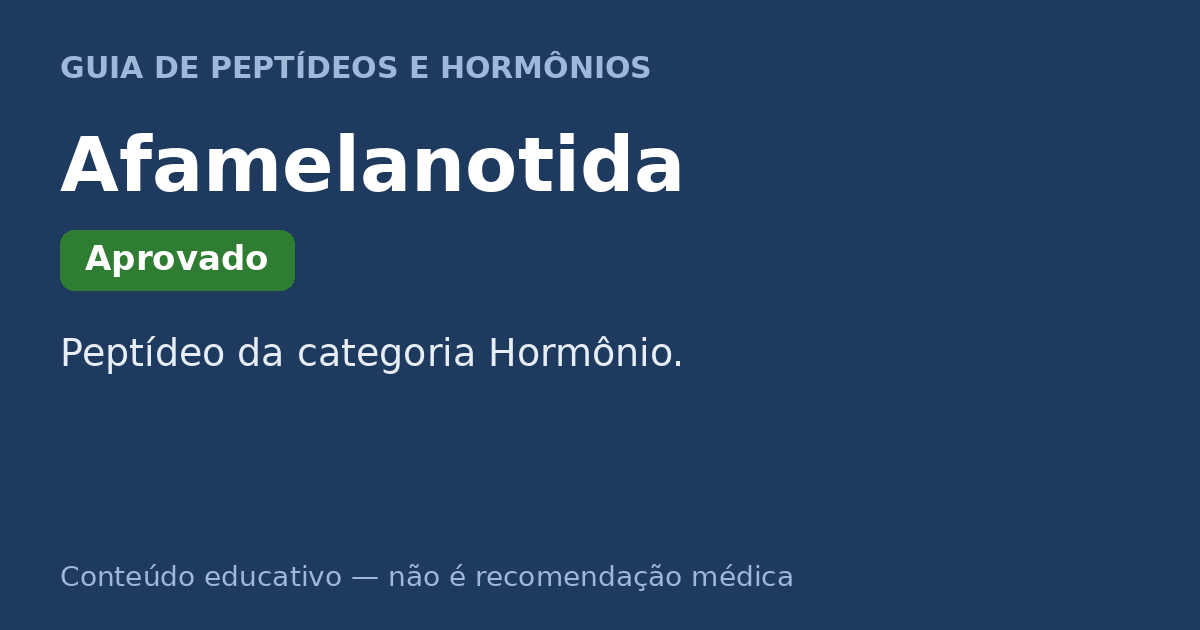 GUIA DE PEPTÍDEOS E HORMÔNIOS
Afamelanotida
Aprovado
Peptídeo da categoria Hormônio.
Conteúdo educativo — não é recomendação médica